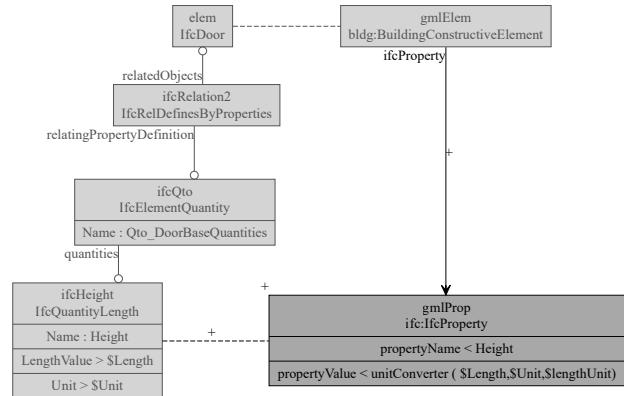 elem
IfcDoor
gmlElem
bldg:BuildingConstructiveElement
ifcProperty
relatedObjects
ifcRelation2
IfcRelDefinesByProperties
relatingPropertyDefinition
+
ifcQto
IfcElementQuantity
Name : Qto_DoorBaseQuantities
quantities
+
ifcHeight
IfcQuantityLength
Name : Height
LengthValue > $Length
Unit > $Unit
+
gmlProp
ifc:IfcProperty
propertyName < Height
propertyValue < unitConverter ( $Length,$Unit,$lengthUnit)